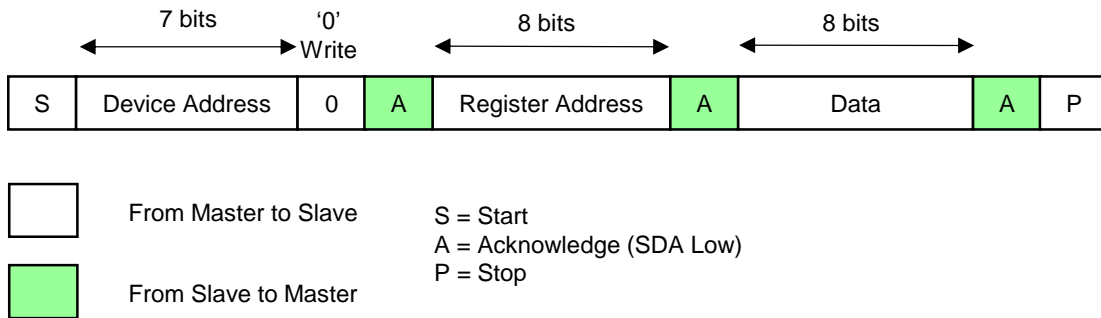 7 bits
‘0’
Write
8 bits
8 bits
S Device Address 0 A Register Address A Data A P
From Master to Slave
From Slave to Master
S = Start
A = Acknowledge (SDA Low)
P = Stop